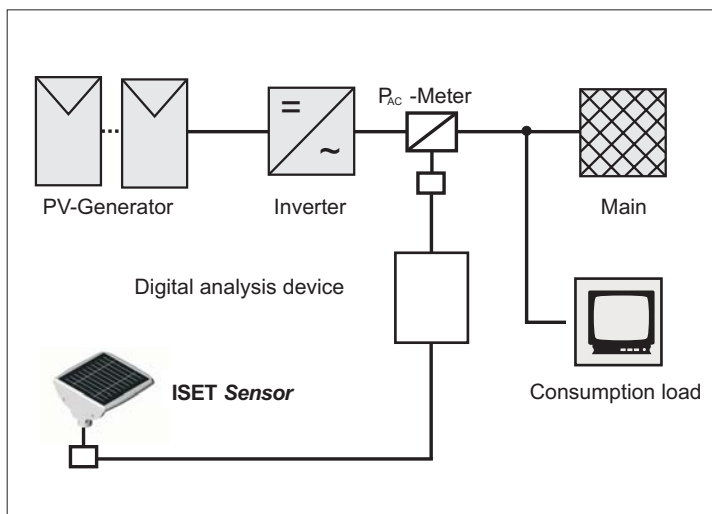 P_AC -Meter
PV-Generator
Inverter
Main
Digital analysis device
ISET Sensor
Consumption load